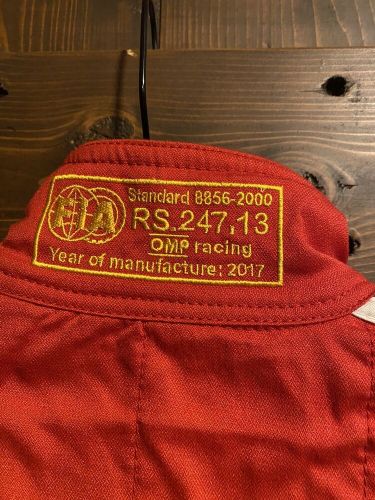 Standard 8856-2000
FIA RS.247.13
OMP racing
Year of manufacture: 2017